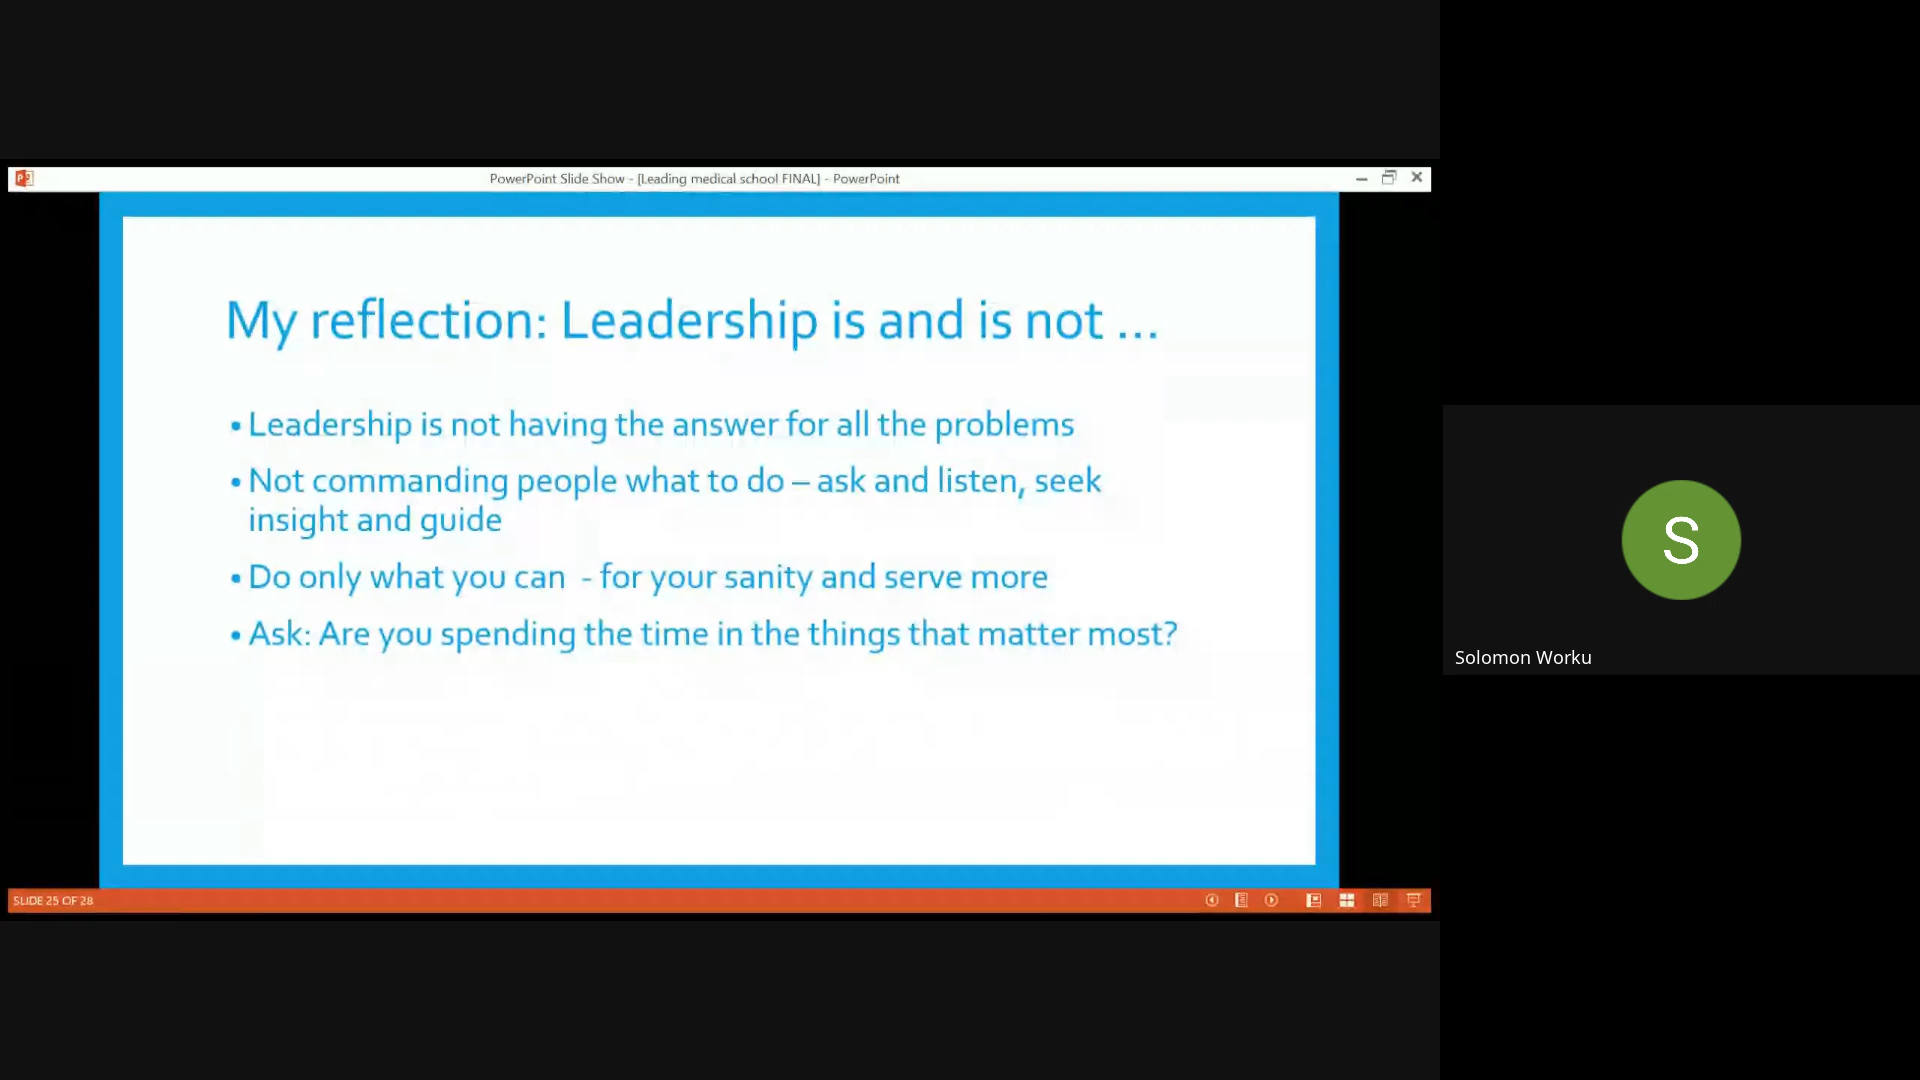 PowerPoint Slide Show - [Leading medical school FINAL] - PowerPoint
My reflection: Leadership is and is not ...
• Leadership is not having the answer for all the problems
• Not commanding people what to do – ask and listen, seek
insight and guide
• Do only what you can  - for your sanity and serve more
• Ask: Are you spending the time in the things that matter most?
S
Solomon Worku
SLIDE 25 OF 28